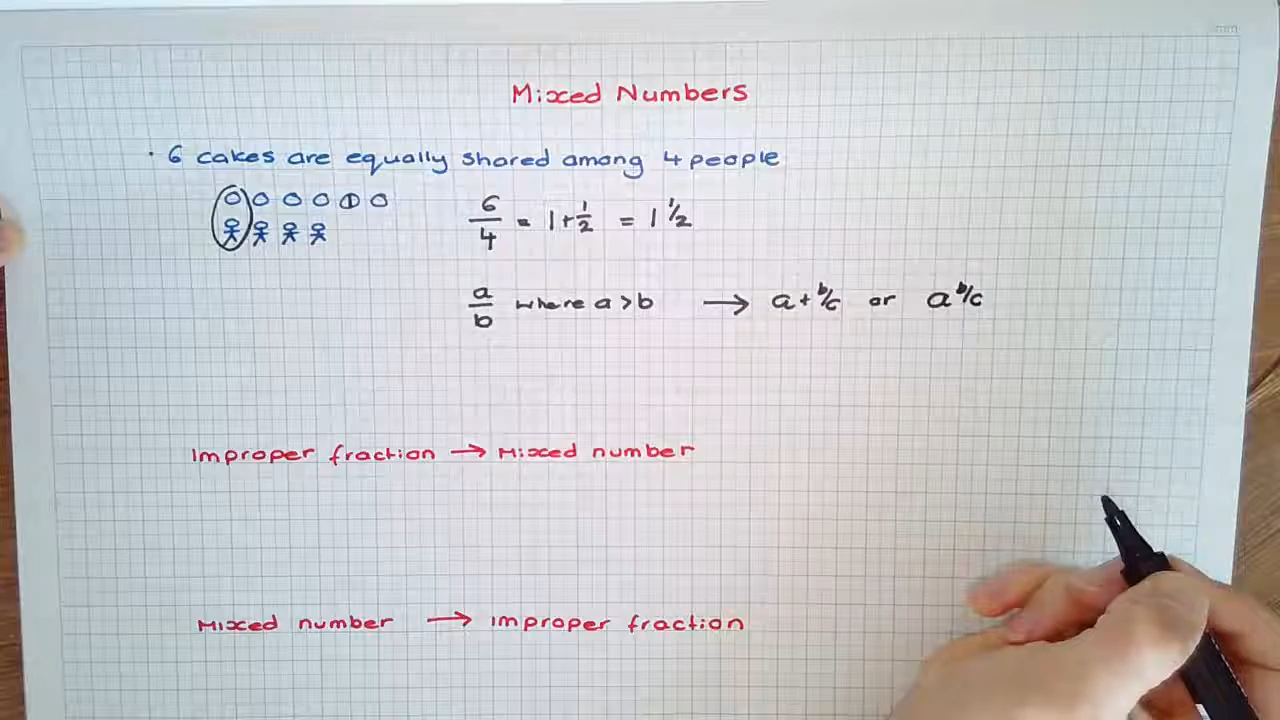 Mixed Numbers
· 6 cakes are equally shared among 4 people
6/4 = 1+1/2 = 1 1/2
a/b where a > b → a + b/c or a b/c
Improper fraction → Mixed number
Mixed number → Improper fraction